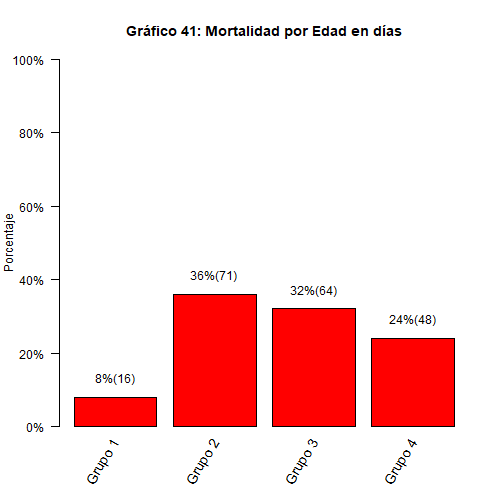 Gráfico 41: Mortalidad por Edad en días
Porcentaje
100%
80%
60%
40%
20%
0%
8%(16)
36%(71)
32%(64)
24%(48)
Grupo 1
Grupo 2
Grupo 3
Grupo 4